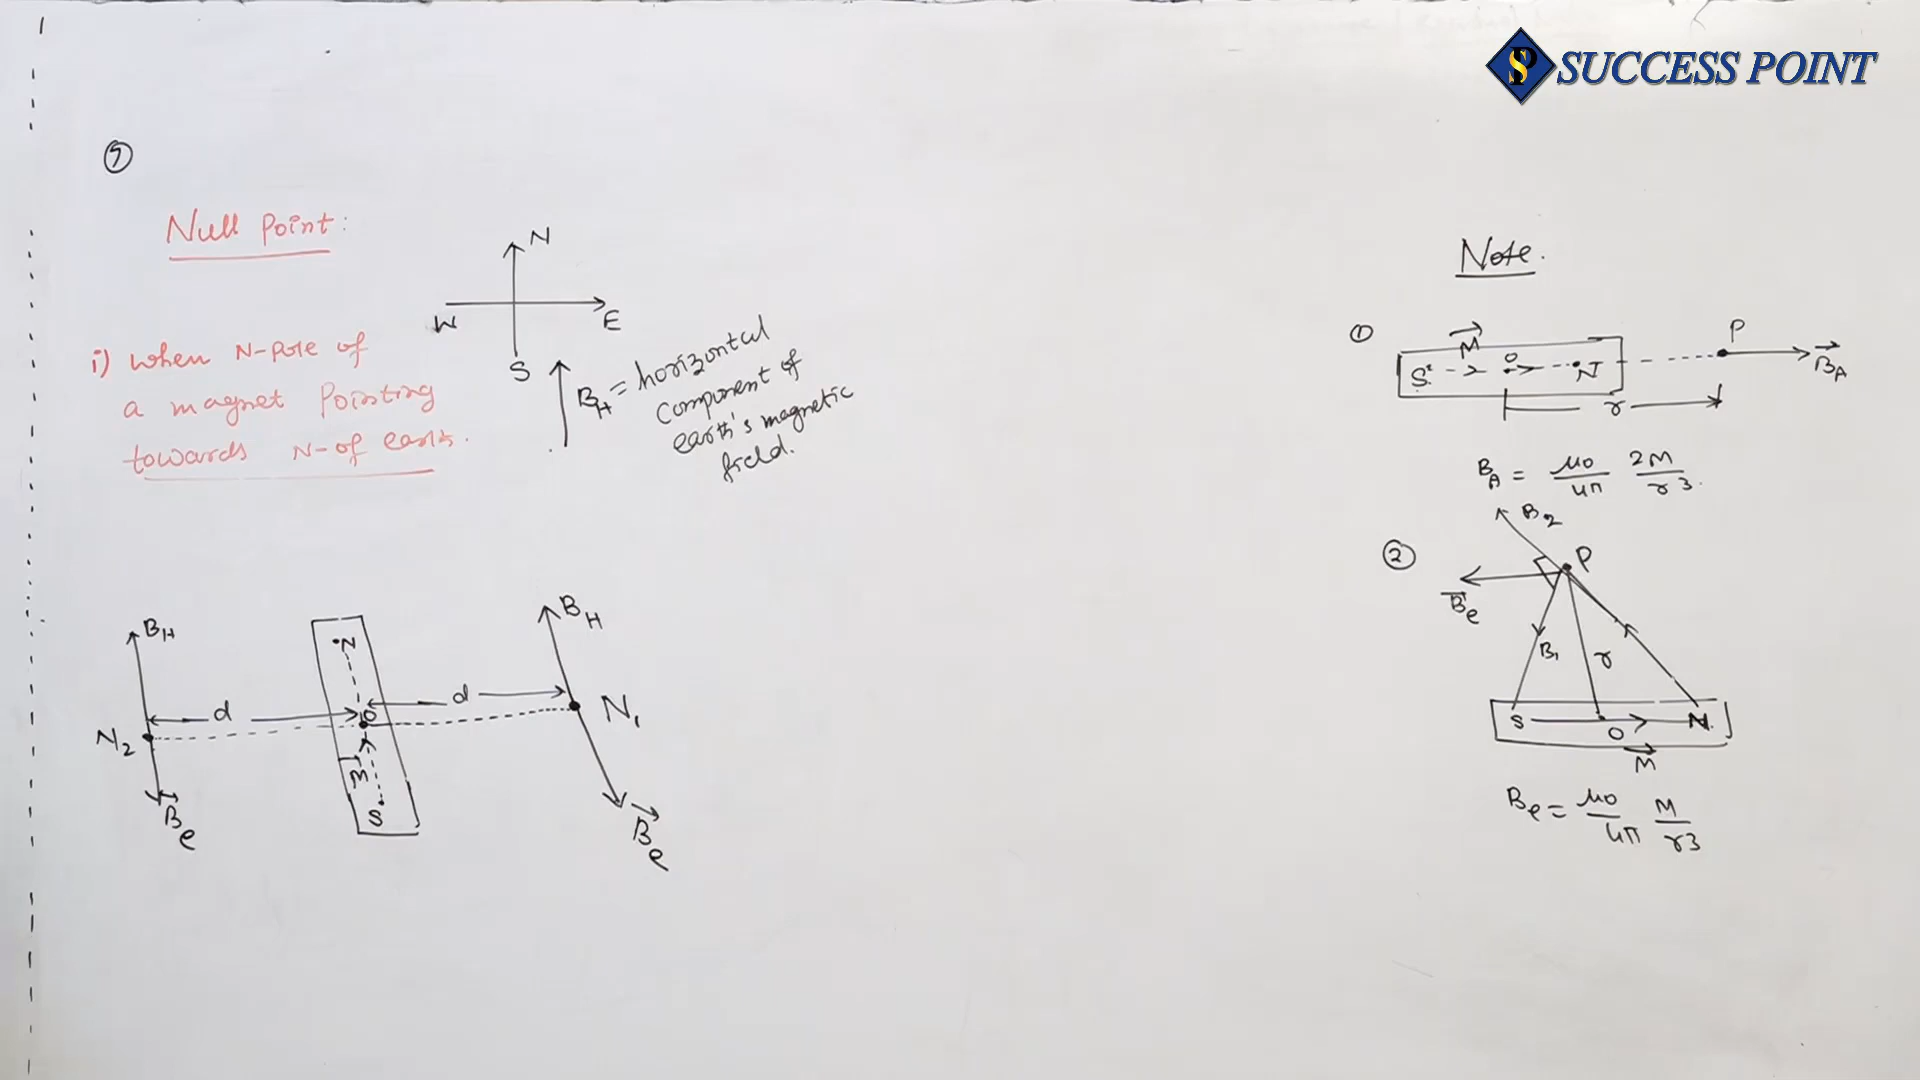 SUCCESS POINT
7
Null Point:
N
W
E
S
i) when N-Pole of
a magnet Pointing
towards N-of earth.
B_H = horizontal
Component of
earth's magnetic
field.
B_H
N
B_H
d
O
d
N_2
N_1
M
S
B_e
B_e
Note.
①
P
M
S O N
B_A
r
B_A = μ0/4π 2M/r3.
②
B_2
P
B_e
B_1
r
S
O
N
M
B_e = μ0/4π M/r3